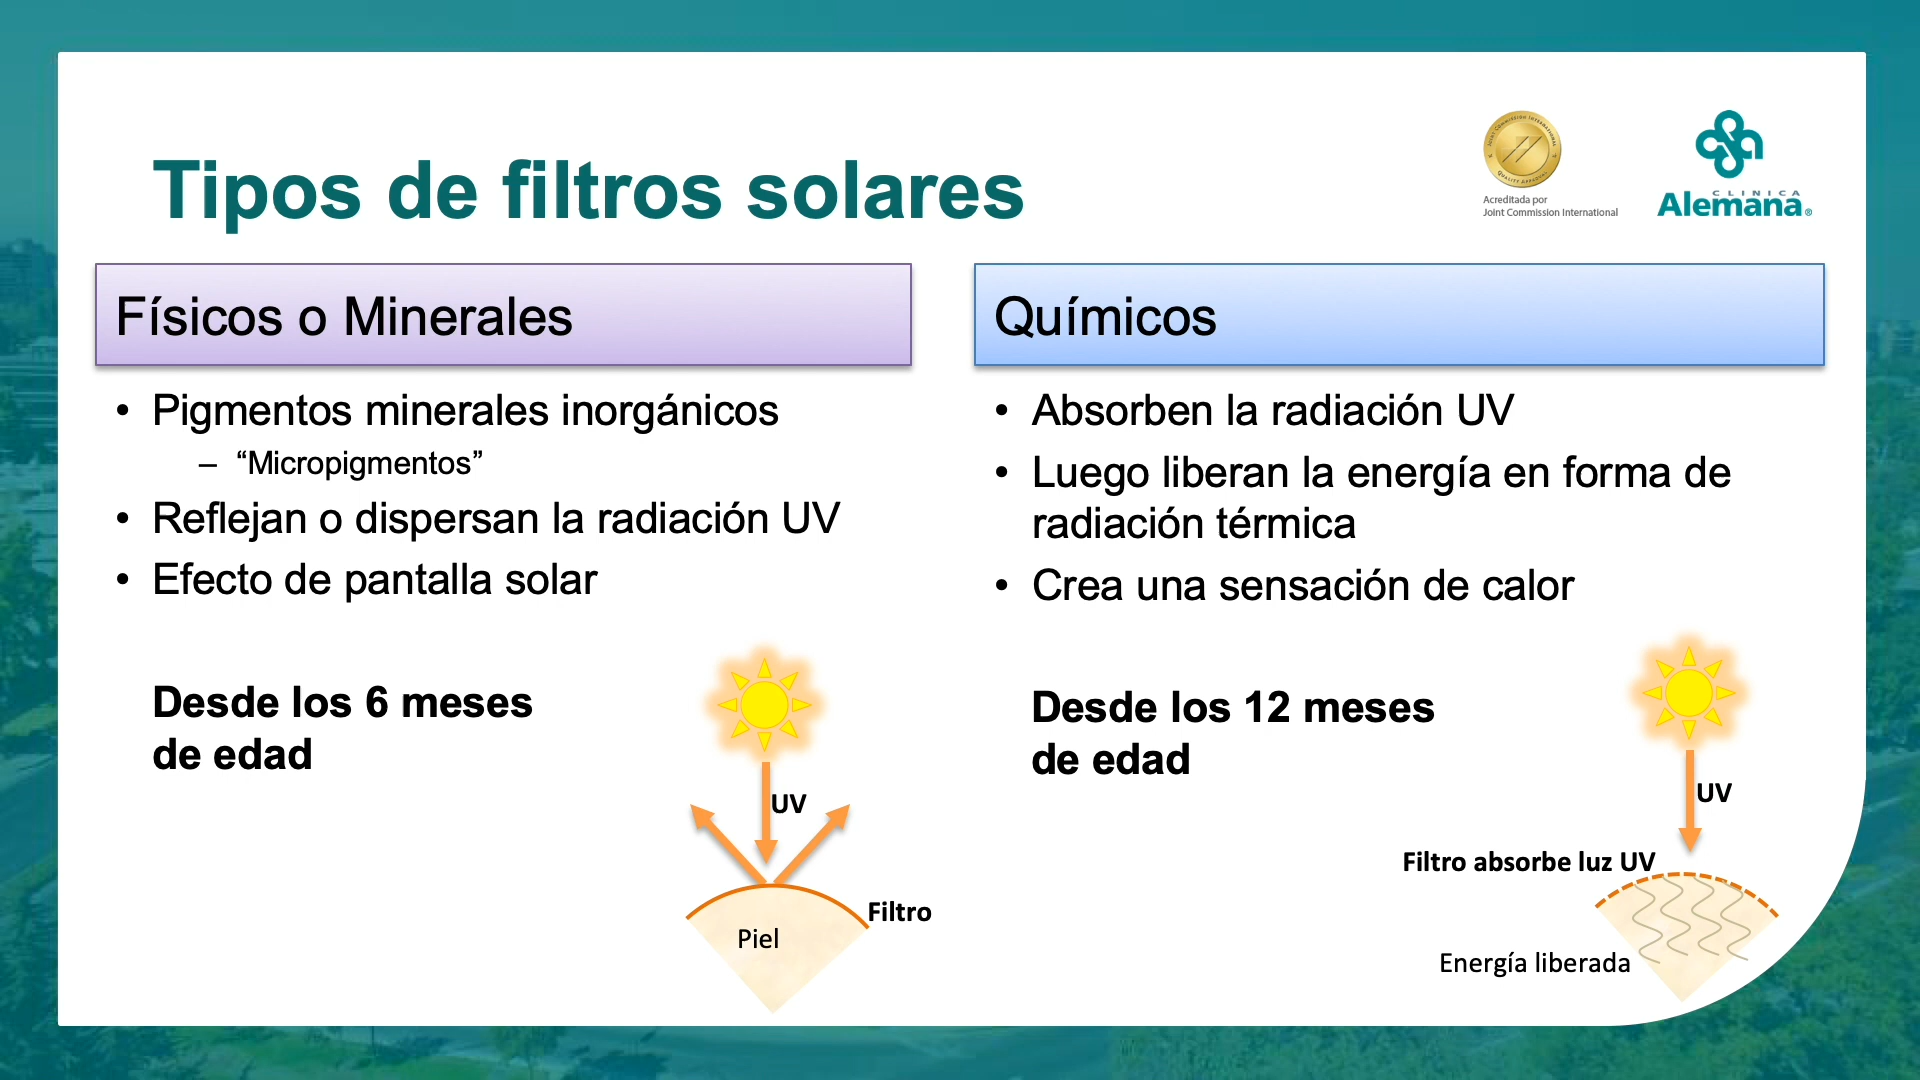 Tipos de filtros solares
Acreditada por
Joint Commission International
CLINICA
Alemana®
Físicos o Minerales
• Pigmentos minerales inorgánicos
– “Micropigmentos”
• Reflejan o dispersan la radiación UV
• Efecto de pantalla solar
Desde los 6 meses
de edad
UV
Filtro
Piel
Químicos
• Absorben la radiación UV
• Luego liberan la energía en forma de
radiación térmica
• Crea una sensación de calor
Desde los 12 meses
de edad
UV
Filtro absorbe luz UV
Energía liberada